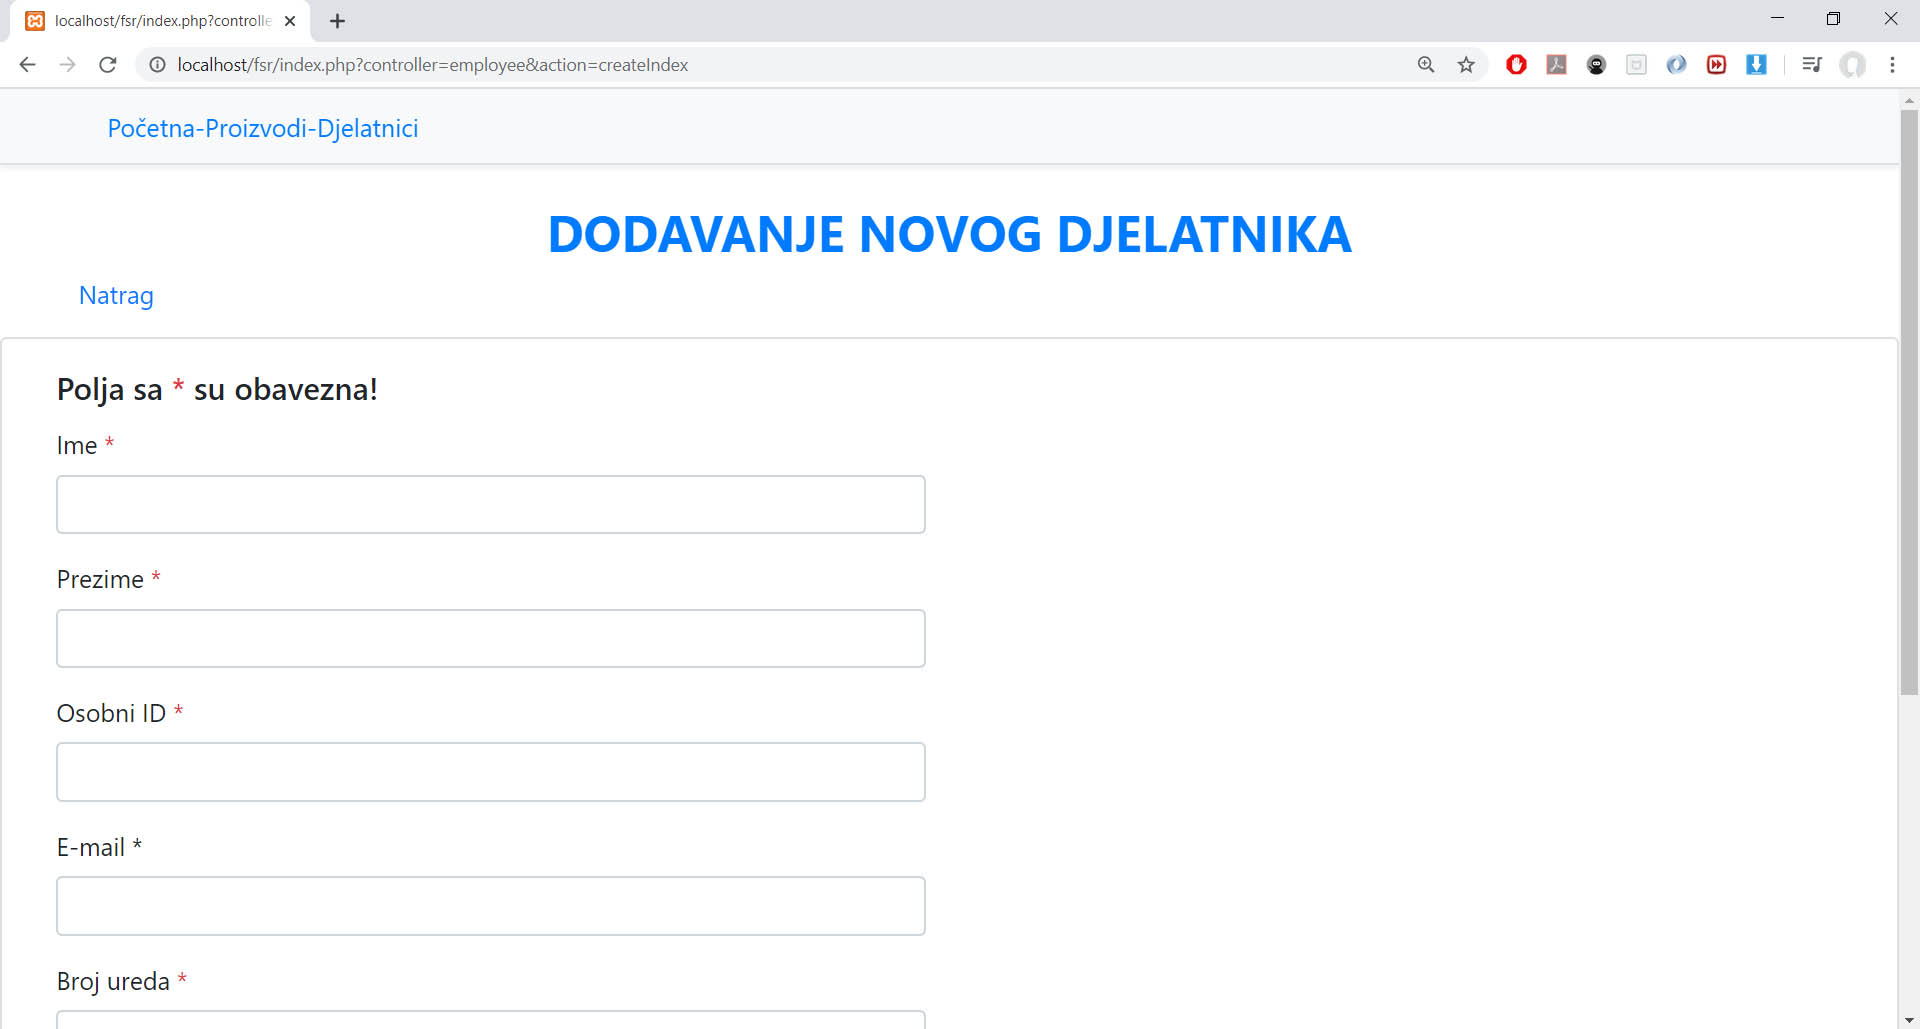 localhost/fsr/index.php?controlle
localhost/fsr/index.php?controller=employee&action=createIndex
Početna-Proizvodi-Djelatnici
DODAVANJE NOVOG DJELATNIKA
Natrag
Polja sa * su obavezna!
Ime *
Prezime *
Osobni ID *
E-mail *
Broj ureda *